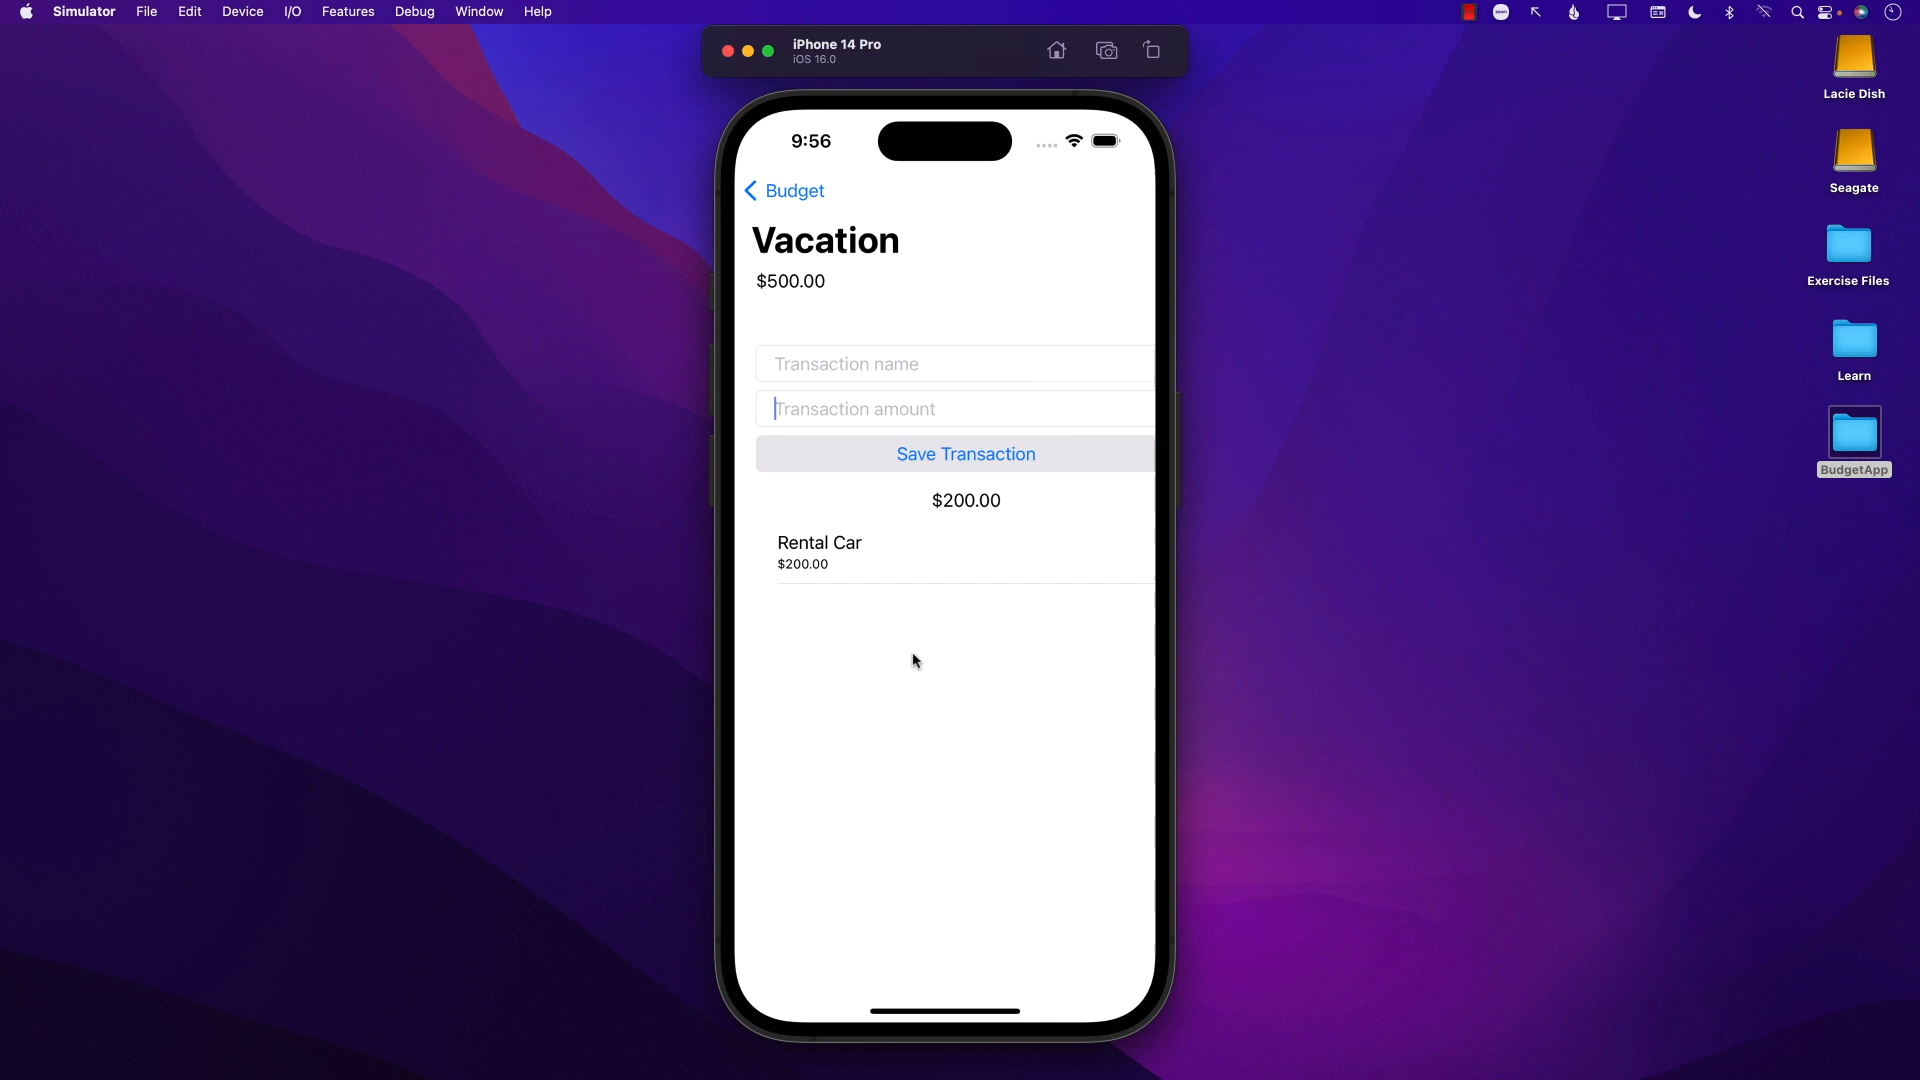 Simulator File Edit Device I/O Features Debug Window Help
iPhone 14 Pro
iOS 16.0
Lacie Dish
Seagate
Exercise Files
Learn
BudgetApp
9:56
Budget
Vacation
$500.00
Transaction name
Transaction amount
Save Transaction
$200.00
Rental Car
$200.00